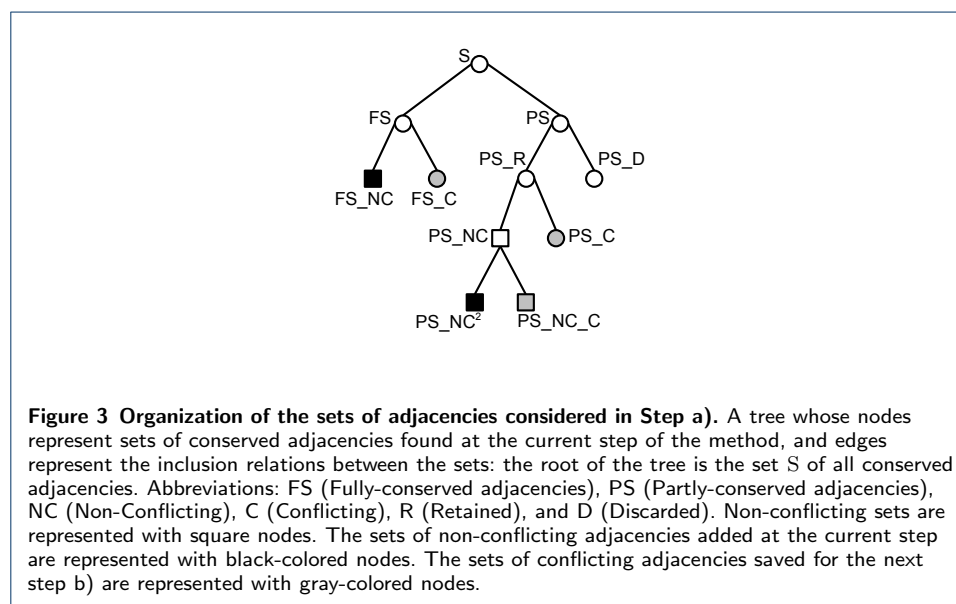 S
FS
PS
PS_R
PS_D
FS_NC
FS_C
PS_NC
PS_C
PS_NC²
PS_NC_C
Figure 3 Organization of the sets of adjacencies considered in Step a). A tree whose nodes
represent sets of conserved adjacencies found at the current step of the method, and edges
represent the inclusion relations between the sets: the root of the tree is the set S of all conserved
adjacencies. Abbreviations: FS (Fully-conserved adjacencies), PS (Partly-conserved adjacencies),
NC (Non-Conflicting), C (Conflicting), R (Retained), and D (Discarded). Non-conflicting sets are
represented with square nodes. The sets of non-conflicting adjacencies added at the current step
are represented with black-colored nodes. The sets of conflicting adjacencies saved for the next
step b) are represented with gray-colored nodes.